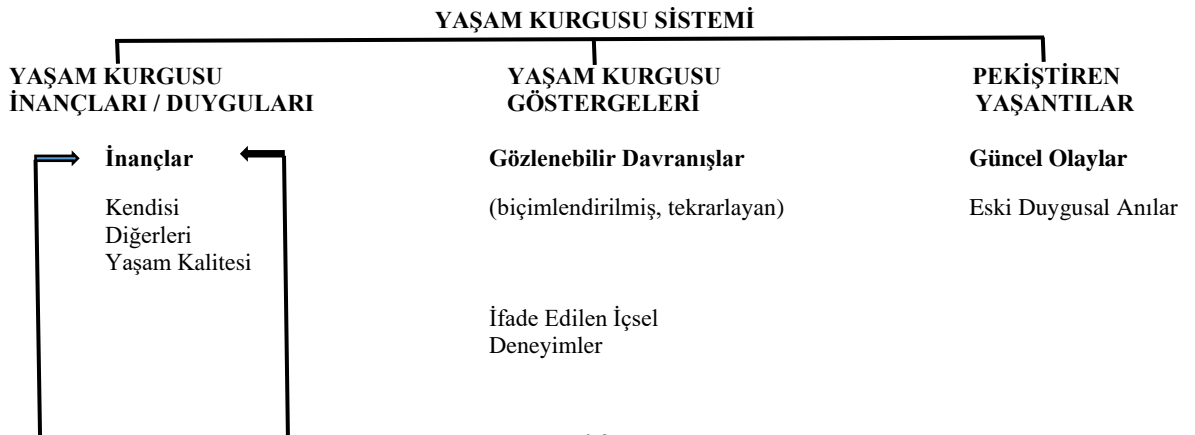 YAŞAM KURGUSU SİSTEMİ
YAŞAM KURGUSU
İNANÇLARI / DUYGULARI
İnançlar
Kendisi
Diğerleri
Yaşam Kalitesi
YAŞAM KURGUSU
GÖSTERGELERİ
Gözlenebilir Davranışlar
(biçimlendirilmiş, tekrarlayan)
İfade Edilen İçsel
Deneyimler
PEKİŞTİREN
YAŞANTILAR
Güncel Olaylar
Eski Duygusal Anılar